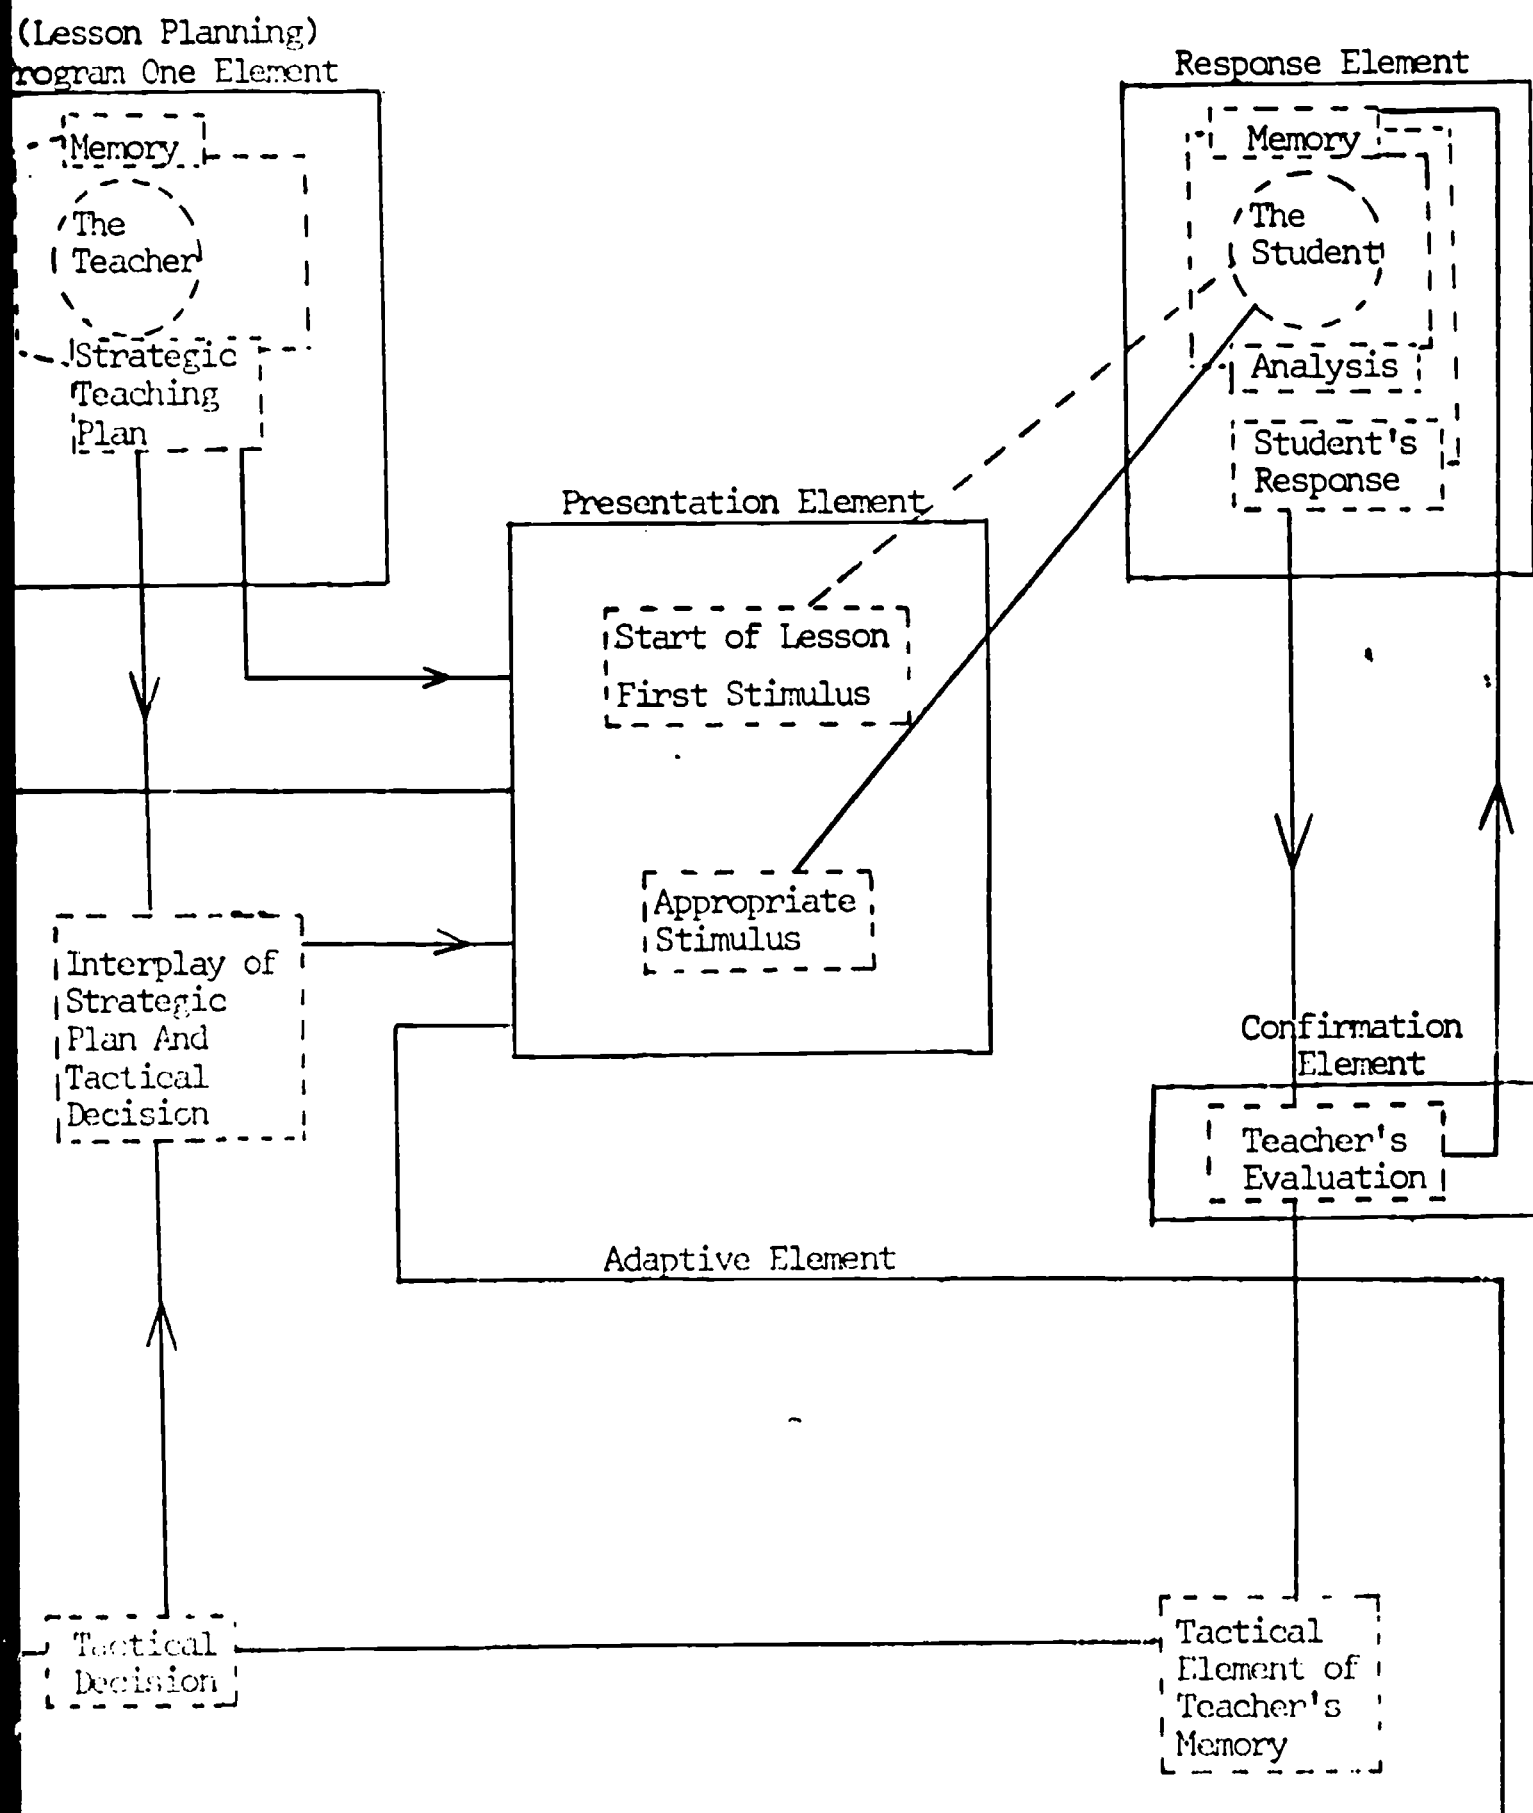 (Lesson Planning)
rogram One Element
Memory
The
Teacher
Strategic
Teaching
Plan
Response Element
Memory
The
Student
Analysis
Student's
Response
Presentation Element
Start of Lesson
First Stimulus
Appropriate
Stimulus
Interplay of
Strategic
Plan And
Tactical
Decision
Confirmation
Element
Teacher's
Evaluation
Adaptive Element
Tactical
Decision
Tactical
Element of
Teacher's
Memory